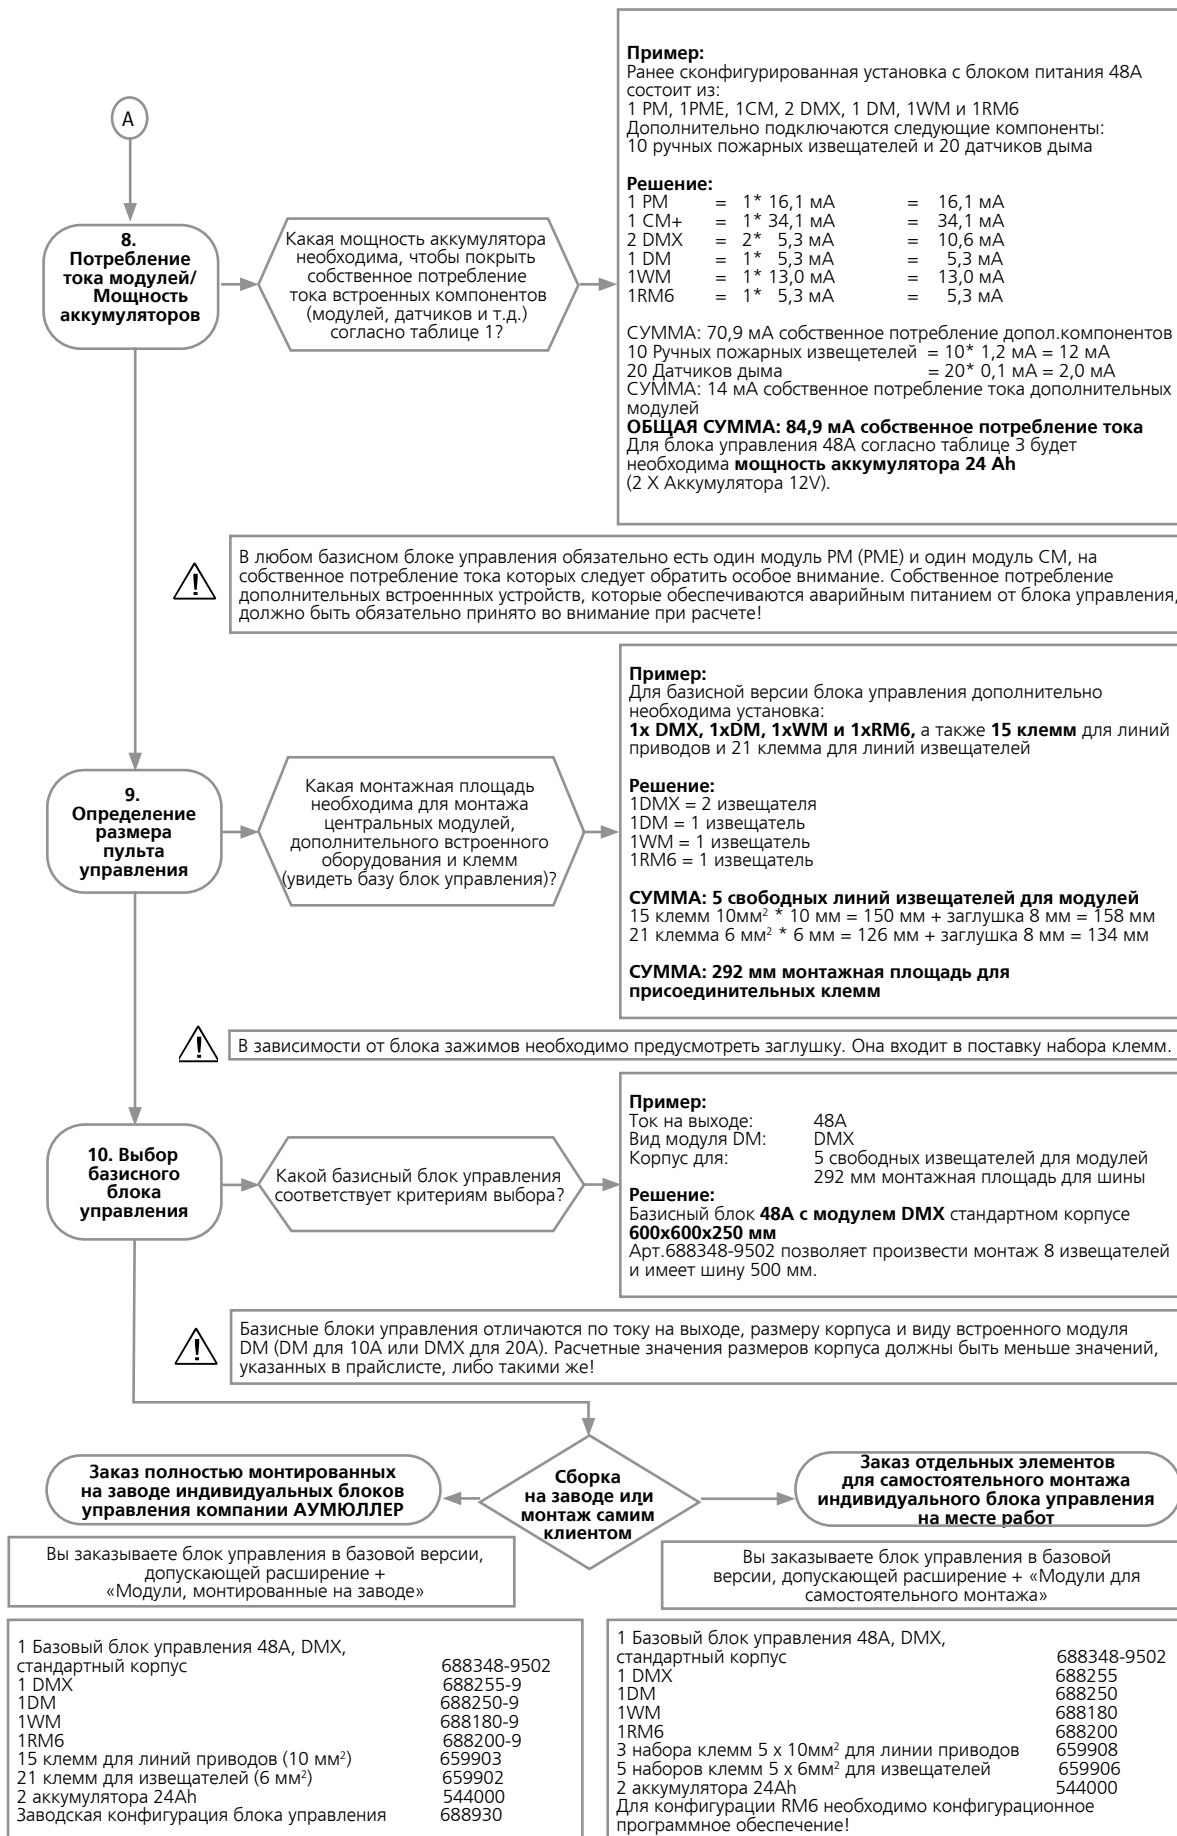 A
8.
Потребление
тока модулей/
Мощность
аккумуляторов
Какая мощность аккумулятора
необходима, чтобы покрыть
собственное потребление
тока встроенных компонентов
(модулей, датчиков и т.д.)
согласно таблице 1?
Пример:
Ранее сконфигурированная установка с блоком питания 48А
состоит из:
1 PM, 1PME, 1CM, 2 DMX, 1 DM, 1WM и 1RM6
Дополнительно подключаются следующие компоненты:
10 ручных пожарных извещателей и 20 датчиков дыма
Решение:
1 PM = 1* 16,1 мА = 16,1 мА
1 CM+ = 1* 34,1 мА = 34,1 мА
2 DMX = 2* 5,3 мА = 10,6 мА
1 DM = 1* 5,3 мА = 5,3 мА
1WM = 1* 13,0 мА = 13,0 мА
1RM6 = 1* 5,3 мА = 5,3 мА
СУММА: 70,9 мА собственное потребление допол.компонентов
10 Ручных пожарных извещетелей = 10* 1,2 мА = 12 мА
20 Датчиков дыма = 20* 0,1 мА = 2,0 мА
СУММА: 14 мА собственное потребление тока дополнительных
модулей
ОБЩАЯ СУММА: 84,9 мА собственное потребление тока
Для блока управления 48А согласно таблице 3 будет
необходима мощность аккумулятора 24 Ah
(2 X Аккумулятора 12V).
В любом базисном блоке управления обязательно есть один модуль PM (PME) и один модуль CM, на
собственное потребление тока которых следует обратить особое внимание. Собственное потребление
дополнительных встроеннных устройств, которые обеспечиваются аварийным питанием от блока управления,
должно быть обязательно принято во внимание при расчете!
9.
Определение
размера
пульта
управления
Какая монтажная площадь
необходима для монтажа
центральных модулей,
дополнительного встроенного
оборудования и клемм
(увидеть базу блок управления)?
Пример:
Для базисной версии блока управления дополнительно
необходима установка:
1x DMX, 1xDM, 1xWM и 1xRM6, а также 15 клемм для линий
приводов и 21 клемма для линий извещателей
Решение:
1DMX = 2 извещателя
1DM = 1 извещатель
1WM = 1 извещатель
1RM6 = 1 извещатель
СУММА: 5 свободных линий извещателей для модулей
15 клемм 10мм² * 10 мм = 150 мм + заглушка 8 мм = 158 мм
21 клемма 6 мм² * 6 мм = 126 мм + заглушка 8 мм = 134 мм
СУММА: 292 мм монтажная площадь для
присоединительных клемм
В зависимости от блока зажимов необходимо предусмотреть заглушку. Она входит в поставку набора клемм.
10. Выбор
базисного
блока
управления
Какой базисный блок управления
соответствует критериям выбора?
Пример:
Ток на выходе: 48A
Вид модуля DM: DMX
Корпус для: 5 свободных извещателей для модулей
292 мм монтажная площадь для шины
Решение:
Базисный блок 48А с модулем DMX стандартном корпусе
600x600x250 мм
Арт.688348-9502 позволяет произвести монтаж 8 извещателей
и имеет шину 500 мм.
Базисные блоки управления отличаются по току на выходе, размеру корпуса и виду встроенного модуля
DM (DM для 10А или DMX для 20А). Расчетные значения размеров корпуса должны быть меньше значений,
указанных в прайслисте, либо такими же!
Сборка
на заводе или
монтаж самим
клиентом
Заказ полностью монтированных
на заводе индивидуальных блоков
управления компании АУМЮЛЛЕР
Вы заказываете блок управления в базовой версии,
допускающей расширение +
«Модули, монтированные на заводе»
1 Базовый блок управления 48А, DMX,
стандартный корпус 688348-9502
1 DMX 688255-9
1DM 688250-9
1WM 688180-9
1RM6 688200-9
15 клемм для линий приводов (10 мм²) 659903
21 клемм для извещателей (6 мм²) 659902
2 аккумулятора 24Ah 544000
Заводская конфигурация блока управления 688930
Заказ отдельных элементов
для самостоятельного монтажа
индивидуального блока управления
на месте работ
Вы заказываете блок управления в базовой
версии, допускающей расширение + «Модули для
самостоятельного монтажа»
1 Базовый блок управления 48А, DMX,
стандартный корпус 688348-9502
1 DMX 688255
1DM 688250
1WM 688180
1RM6 688200
3 набора клемм 5 x 10мм² для линии приводов 659908
5 наборов клемм 5 x 6мм² для извещателей 659906
2 аккумулятора 24Ah 544000
Для конфигурации RM6 необходимо конфигурационное
программное обеспечение!